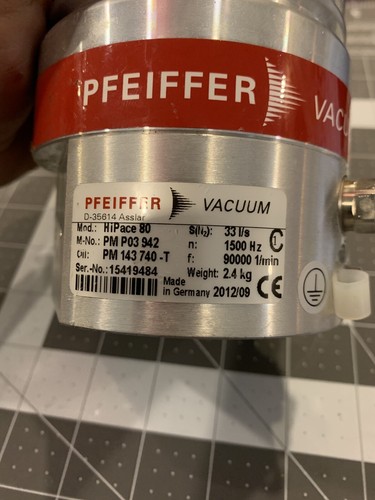 PFEIFFER VACU
PFEIFFER VACUUM
D-35614 Asslar
Mod.: HiPace 80 S(N₂): 33 l/s
M-No.: PM P03 942 n: 1500 Hz
PM 143 740 -T f: 90000 1/min
Ser.-No.: 15419484 Weight: 2.4 kg
Made
in Germany 2012/09 CE